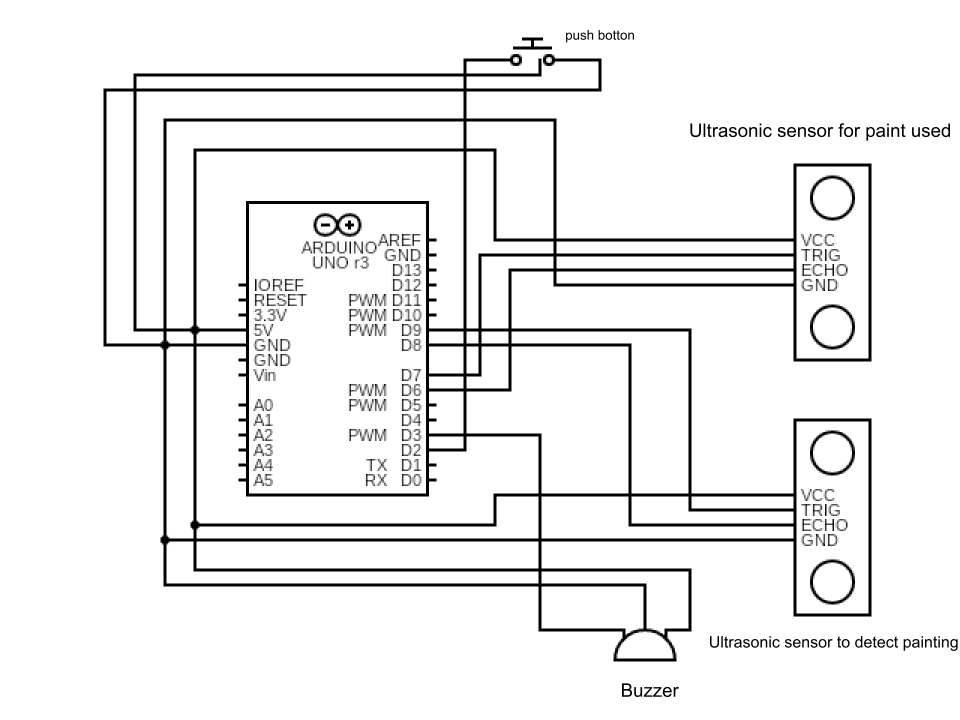 push botton
Ultrasonic sensor for paint used
ARDUINO
UNO r3
IOREF
RESET
3.3V
5V
GND
GND
Vin
A0
A1
A2
A3
A4
A5
AREF
GND
D13
D12
PWM D11
PWM D10
PWM D9
D8
D7
PWM D6
PWM D5
D4
PWM D3
D2
TX D1
RX D0
VCC
TRIG
ECHO
GND
VCC
TRIG
ECHO
GND
Ultrasonic sensor to detect painting
Buzzer